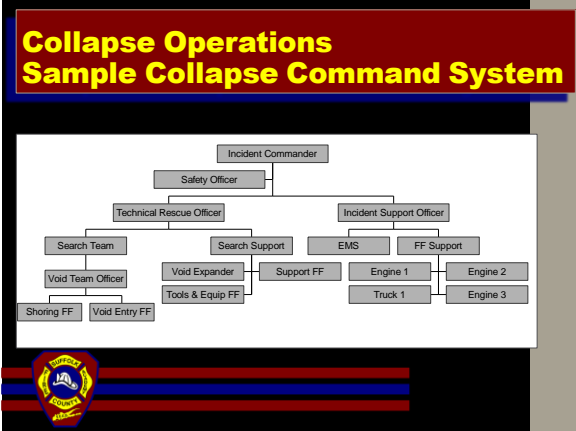 Collapse Operations
Sample Collapse Command System
Incident Commander
Safety Officer
Technical Rescue Officer
Incident Support Officer
Search Team
Search Support
EMS
FF Support
Void Team Officer
Void Expander
Support FF
Engine 1
Engine 2
Tools & Equip FF
Truck 1
Engine 3
Shoring FF
Void Entry FF
SUFFOLK
COUNTY